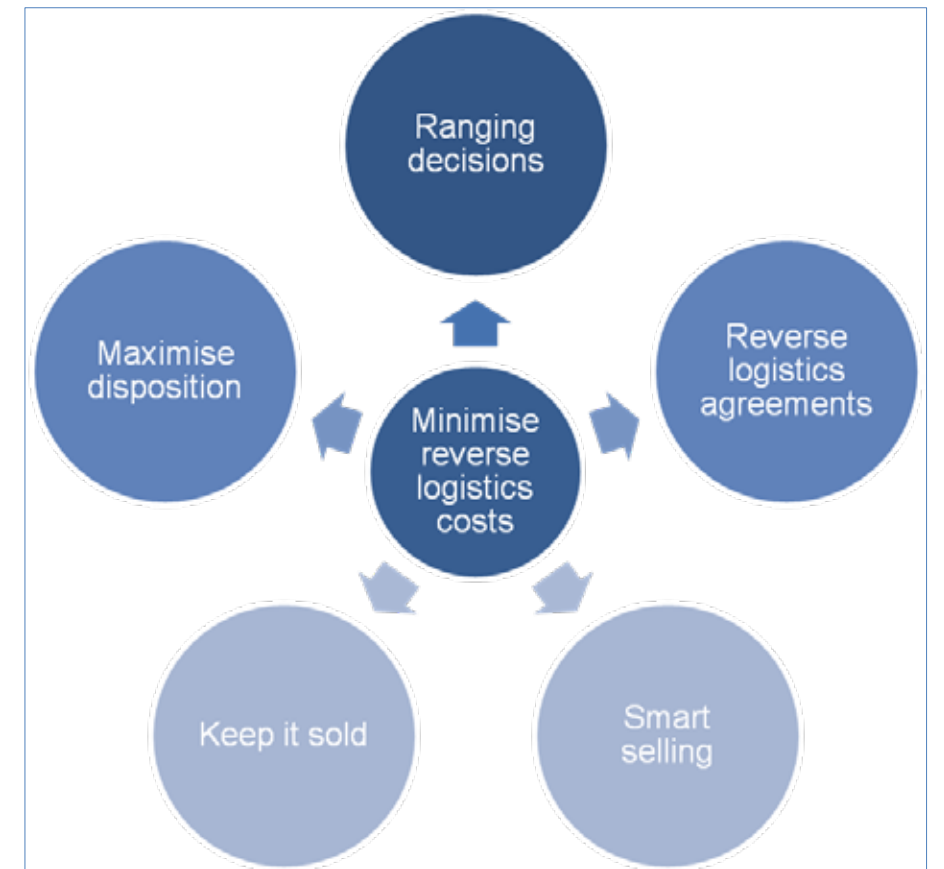 Ranging
decisions
Maximise
disposition
Reverse
logistics
agreements
Minimise
reverse
logistics
costs
Keep it sold
Smart
selling